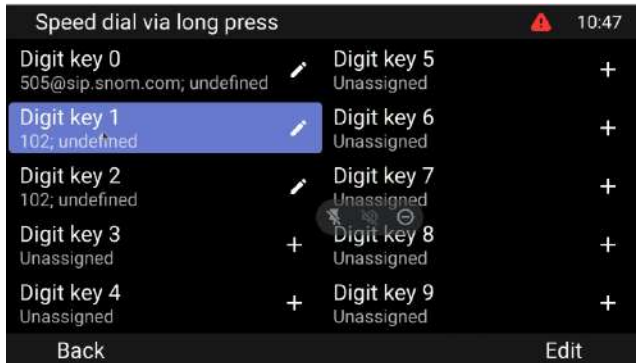 Speed dial via long press
10:47
Digit key 0
505@sip.snom.com; undefined
Digit key 1
102; undefined
Digit key 2
102; undefined
Digit key 3
Unassigned
Digit key 4
Unassigned
Digit key 5
Unassigned
Digit key 6
Unassigned
Digit key 7
Unassigned
Digit key 8
Unassigned
Digit key 9
Unassigned
Back
Edit